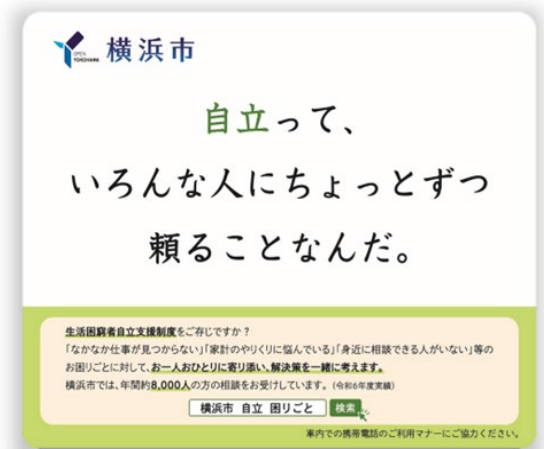 OPEN
YOKOHAMA
横浜市
自立って、
いろんな人にちょっとずつ
頼ることなんだ。
生活困窮者自立支援制度をご存じですか？
「なかなか仕事が見つからない」「家計のやりくりに悩んでいる」「身近に相談できる人がいない」等の
お困りごとに対して、お一人おひとりに寄り添い、解決策を一緒に考えます。
横浜市では、年間約8,000人の方の相談をお受けしています。（令和6年度実績）
横浜市 自立 困りごと 検索
車内での携帯電話のご利用マナーにご協力ください。